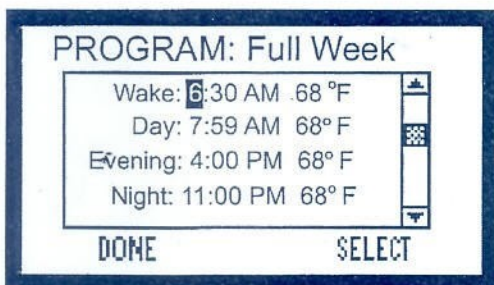 PROGRAM: Full Week
Wake: 6:30 AM 68 °F
Day: 7:59 AM 68° F
Evening: 4:00 PM 68° F
Night: 11:00 PM 68° F
DONE SELECT